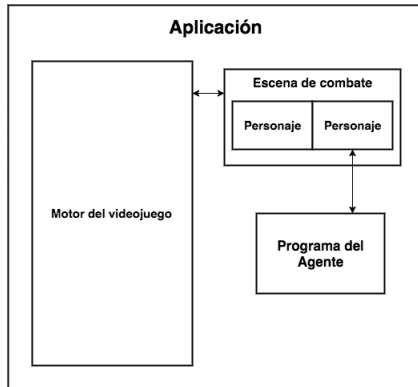 Aplicación
Escena de combate
Personaje
Personaje
Motor del videojuego
Programa del
Agente